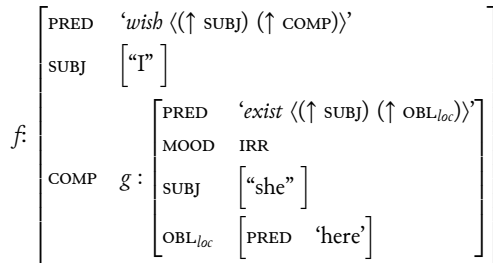 PRED ‘wish ⟨(↑ SUBJ) (↑ COMP)⟩’
SUBJ [“I” ]
f: COMP g : PRED ‘exist ⟨(↑ SUBJ) (↑ OBLloc)⟩’
MOOD IRR
SUBJ [“she” ]
OBLloc [PRED ‘here’]